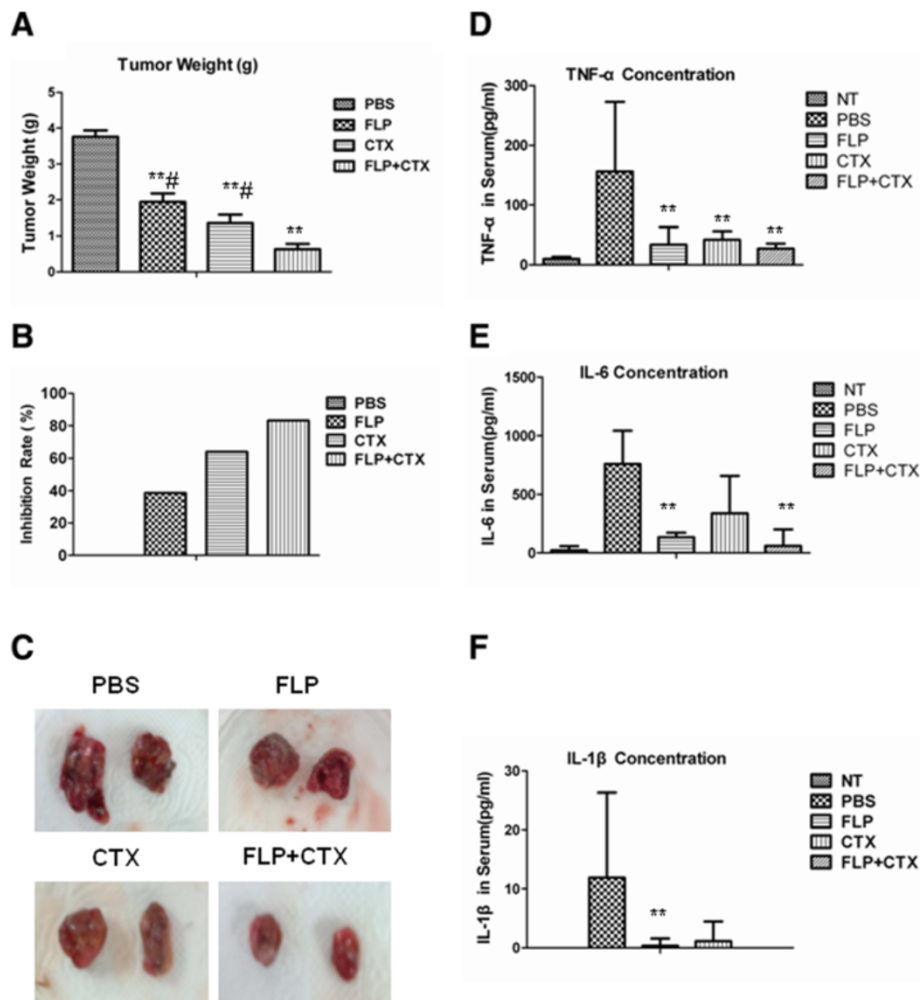 A
Tumor Weight (g)
Tumor Weight (g)
5
4
3
2
1
0
**#
**#
**
PBS
FLP
CTX
FLP+CTX
B
Inhibition Rate ( %)
100
80
60
40
20
0
PBS
FLP
CTX
FLP+CTX
C
PBS
FLP
CTX
FLP+CTX
D
TNF-α Concentration
TNF-α in Serum(pg/ml)
300
200
100
0
**
**
**
NT
PBS
FLP
CTX
FLP+CTX
E
IL-6 Concentration
IL-6 in Serum(pg/ml)
1500
1000
500
0
**
**
NT
PBS
FLP
CTX
FLP+CTX
F
IL-1β Concentration
IL-1β in Serum(pg/ml)
30
20
10
0
**
NT
PBS
FLP
CTX
FLP+CTX